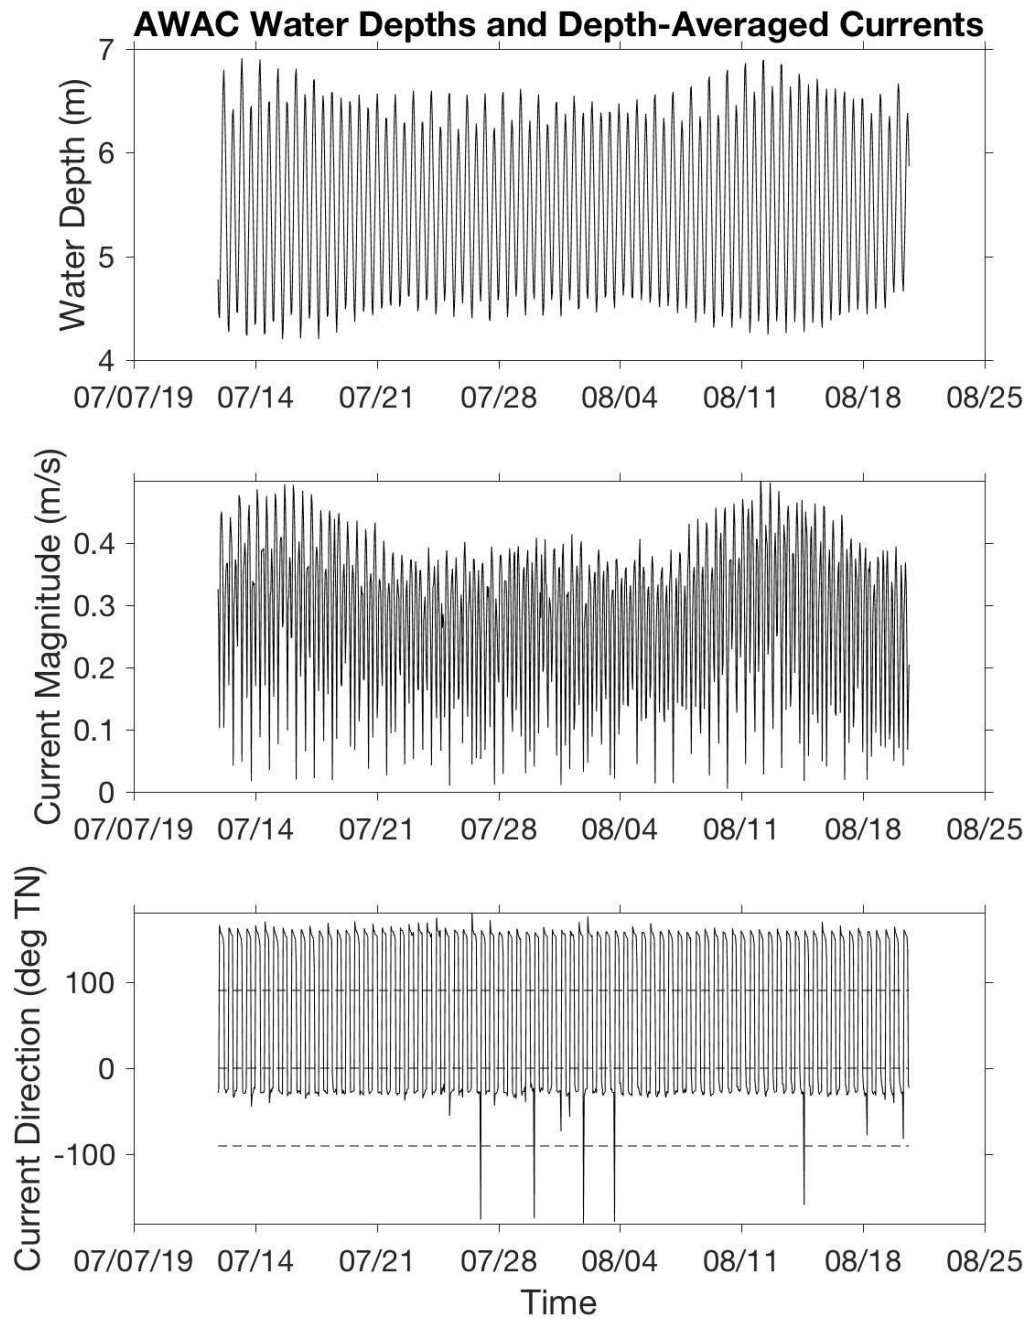 AWAC Water Depths and Depth-Averaged Currents
Water Depth (m)
7
6
5
4
07/07/19 07/14 07/21 07/28 08/04 08/11 08/18 08/25
Current Magnitude (m/s)
0.4
0.3
0.2
0.1
0
07/07/19 07/14 07/21 07/28 08/04 08/11 08/18 08/25
Current Direction (deg TN)
100
0
-100
07/07/19 07/14 07/21 07/28 08/04 08/11 08/18 08/25
Time